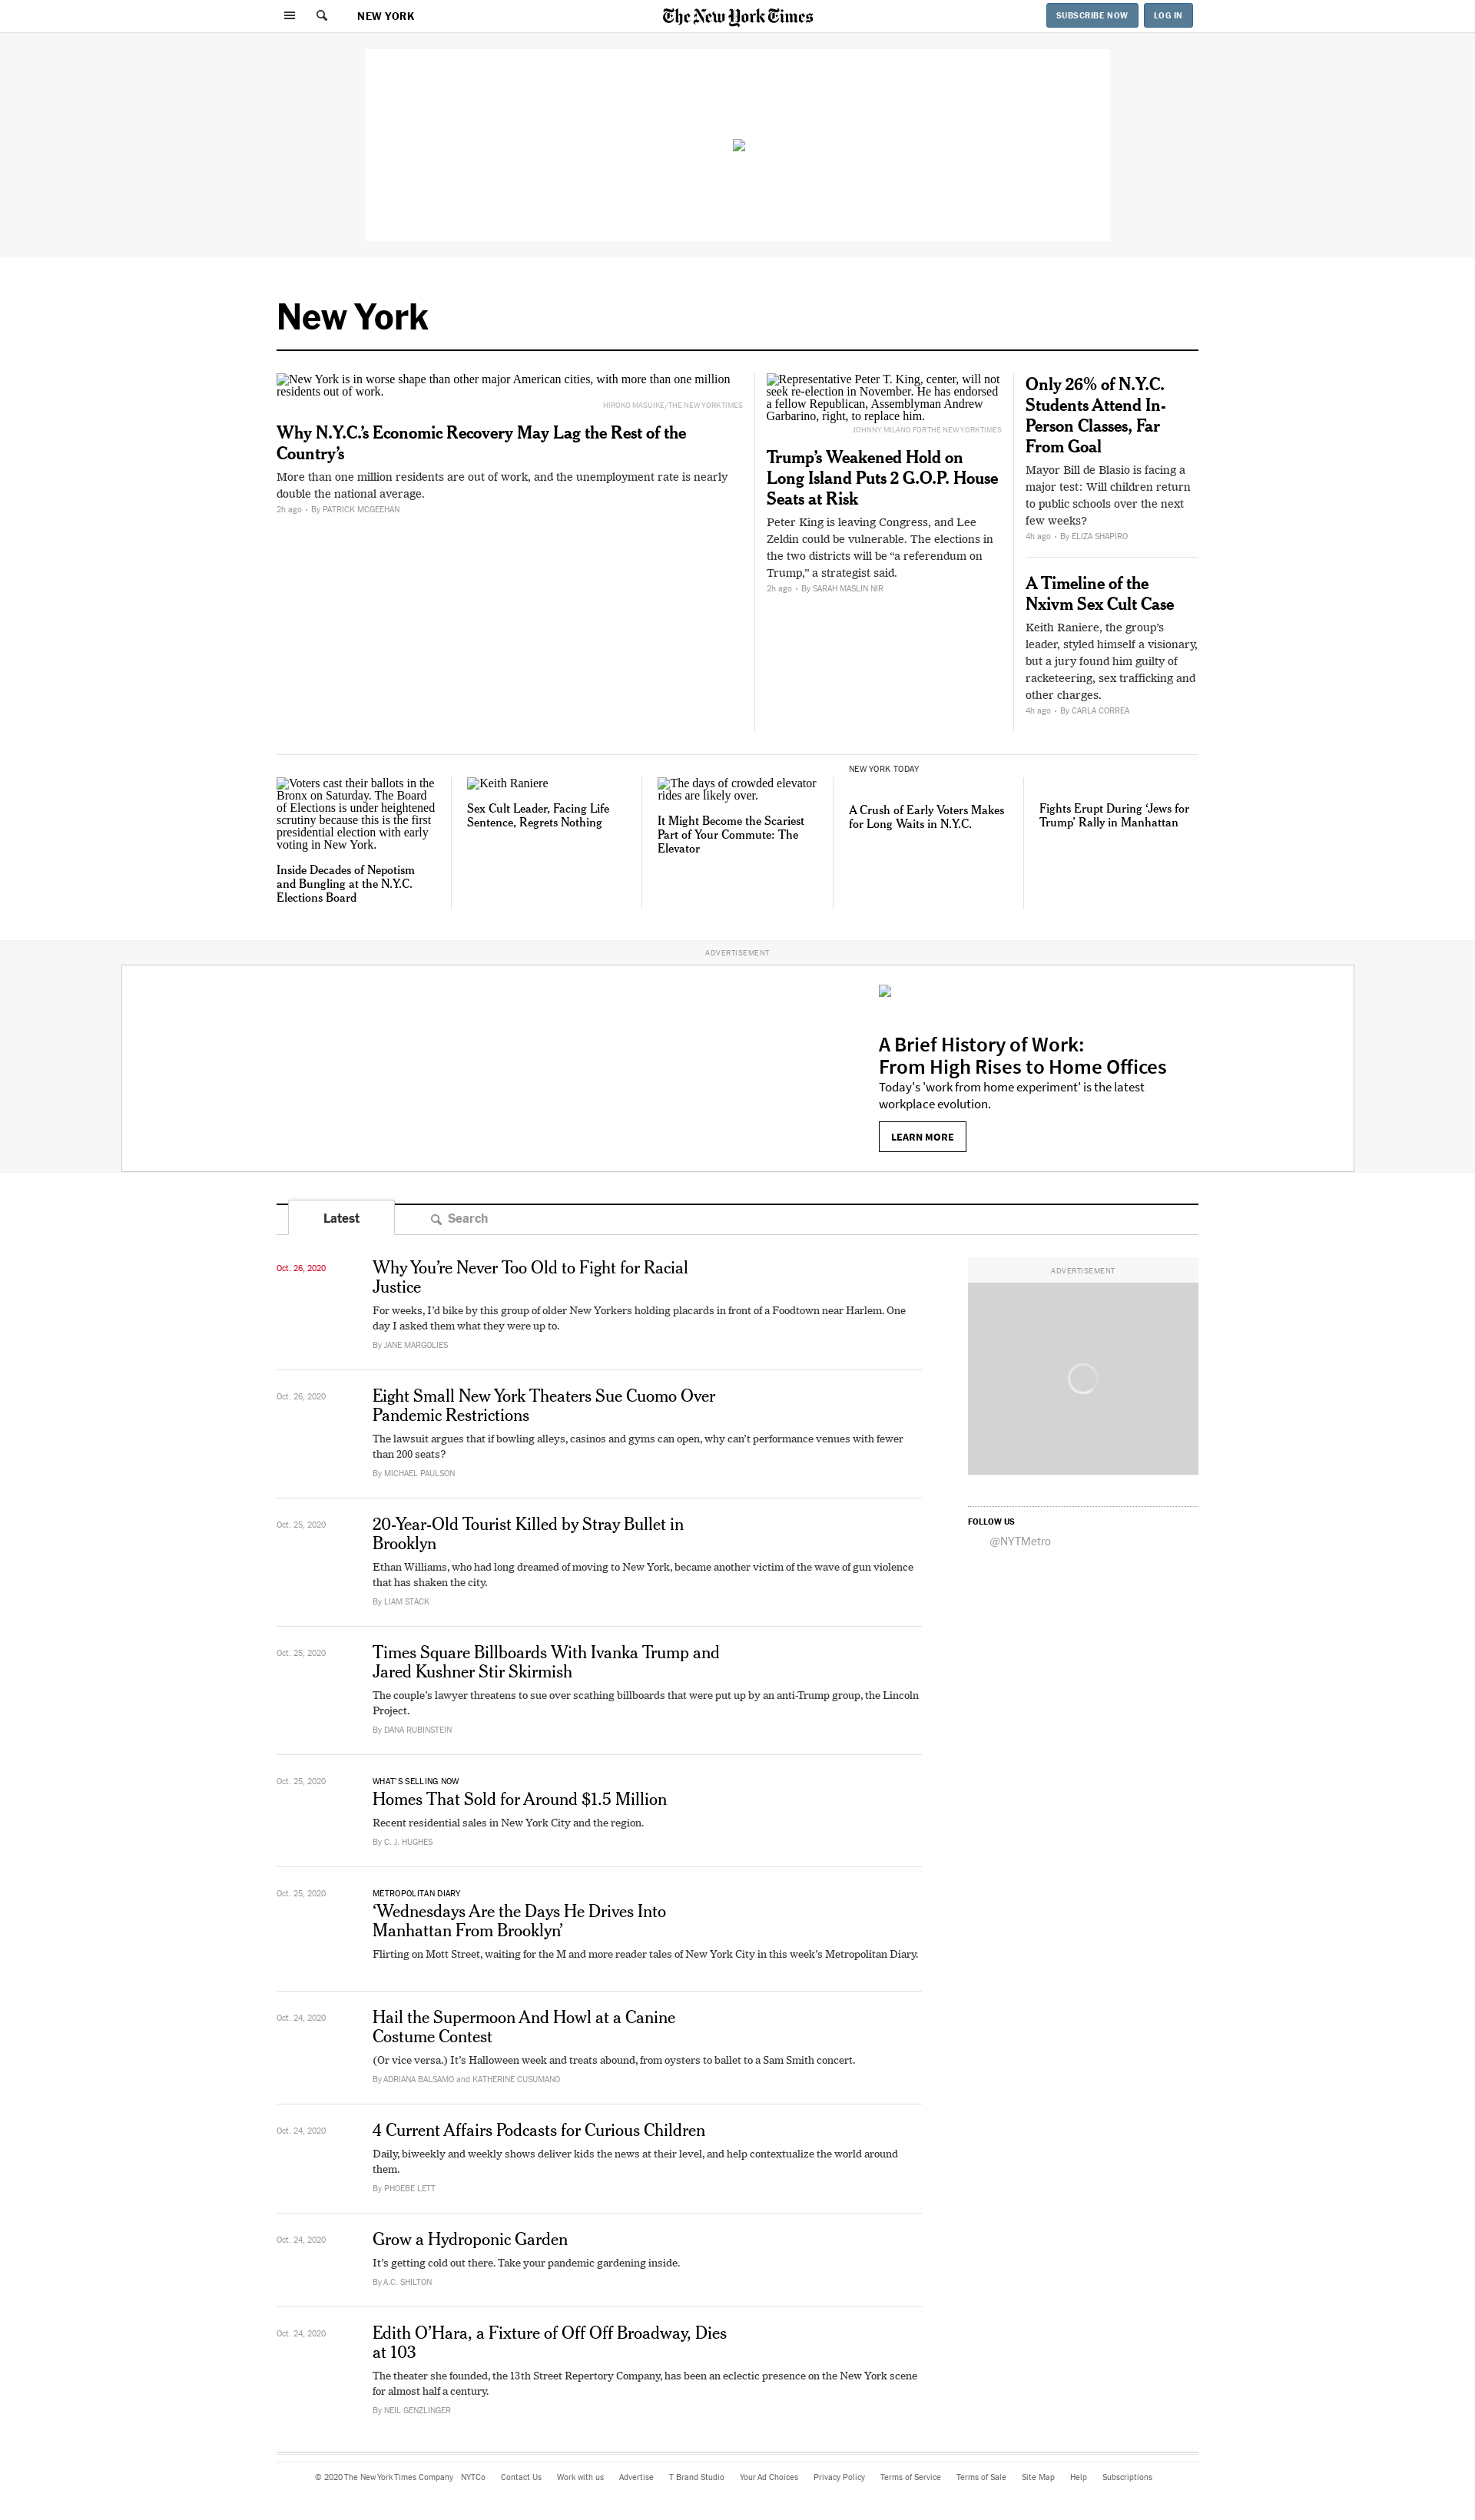 NEW YORK
The New York Times
SUBSCRIBE NOW
LOG IN
New York
New York is in worse shape than other major American cities, with more than one million
residents out of work.
HIROKO MASUIKE/THE NEW YORK TIMES
Why N.Y.C.’s Economic Recovery May Lag the Rest of the
Country’s
More than one million residents are out of work, and the unemployment rate is nearly
double the national average.
2h ago • By PATRICK MCGEEHAN
Representative Peter T. King, center, will not
seek re-election in November. He has endorsed
a fellow Republican, Assemblyman Andrew
Garbarino, right, to replace him.
JOHNNY MILANO FOR THE NEW YORK TIMES
Trump’s Weakened Hold on
Long Island Puts 2 G.O.P. House
Seats at Risk
Peter King is leaving Congress, and Lee
Zeldin could be vulnerable. The elections in
the two districts will be “a referendum on
Trump,” a strategist said.
2h ago • By SARAH MASLIN NIR
Only 26% of N.Y.C.
Students Attend In-
Person Classes, Far
From Goal
Mayor Bill de Blasio is facing a
major test: Will children return
to public schools over the next
few weeks?
4h ago • By ELIZA SHAPIRO
A Timeline of the
Nxivm Sex Cult Case
Keith Raniere, the group’s
leader, styled himself a visionary,
but a jury found him guilty of
racketeering, sex trafficking and
other charges.
4h ago • By CARLA CORREA
Voters cast their ballots in the
Bronx on Saturday. The Board
of Elections is under heightened
scrutiny because this is the first
presidential election with early
voting in New York.
Inside Decades of Nepotism
and Bungling at the N.Y.C.
Elections Board
Keith Raniere
Sex Cult Leader, Facing Life
Sentence, Regrets Nothing
The days of crowded elevator
rides are likely over.
It Might Become the Scariest
Part of Your Commute: The
Elevator
NEW YORK TODAY
A Crush of Early Voters Makes
for Long Waits in N.Y.C.
Fights Erupt During ‘Jews for
Trump’ Rally in Manhattan
ADVERTISEMENT
A Brief History of Work:
From High Rises to Home Offices
Today's 'work from home experiment' is the latest
workplace evolution.
LEARN MORE
Latest
Search
Oct. 26, 2020
Why You’re Never Too Old to Fight for Racial
Justice
For weeks, I’d bike by this group of older New Yorkers holding placards in front of a Foodtown near Harlem. One
day I asked them what they were up to.
By JANE MARGOLIES
Oct. 26, 2020
Eight Small New York Theaters Sue Cuomo Over
Pandemic Restrictions
The lawsuit argues that if bowling alleys, casinos and gyms can open, why can’t performance venues with fewer
than 200 seats?
By MICHAEL PAULSON
Oct. 25, 2020
20-Year-Old Tourist Killed by Stray Bullet in
Brooklyn
Ethan Williams, who had long dreamed of moving to New York, became another victim of the wave of gun violence
that has shaken the city.
By LIAM STACK
Oct. 25, 2020
Times Square Billboards With Ivanka Trump and
Jared Kushner Stir Skirmish
The couple’s lawyer threatens to sue over scathing billboards that were put up by an anti-Trump group, the Lincoln
Project.
By DANA RUBINSTEIN
Oct. 25, 2020
WHAT’S SELLING NOW
Homes That Sold for Around $1.5 Million
Recent residential sales in New York City and the region.
By C. J. HUGHES
Oct. 25, 2020
METROPOLITAN DIARY
‘Wednesdays Are the Days He Drives Into
Manhattan From Brooklyn’
Flirting on Mott Street, waiting for the M and more reader tales of New York City in this week’s Metropolitan Diary.
Oct. 24, 2020
Hail the Supermoon And Howl at a Canine
Costume Contest
(Or vice versa.) It’s Halloween week and treats abound, from oysters to ballet to a Sam Smith concert.
By ADRIANA BALSAMO and KATHERINE CUSUMANO
Oct. 24, 2020
4 Current Affairs Podcasts for Curious Children
Daily, biweekly and weekly shows deliver kids the news at their level, and help contextualize the world around
them.
By PHOEBE LETT
Oct. 24, 2020
Grow a Hydroponic Garden
It’s getting cold out there. Take your pandemic gardening inside.
By A.C. SHILTON
Oct. 24, 2020
Edith O’Hara, a Fixture of Off Off Broadway, Dies
at 103
The theater she founded, the 13th Street Repertory Company, has been an eclectic presence on the New York scene
for almost half a century.
By NEIL GENZLINGER
ADVERTISEMENT
FOLLOW US
@NYTMetro
© 2020 The New York Times Company NYTCo Contact Us Work with us Advertise T Brand Studio Your Ad Choices Privacy Policy Terms of Service Terms of Sale Site Map Help Subscriptions